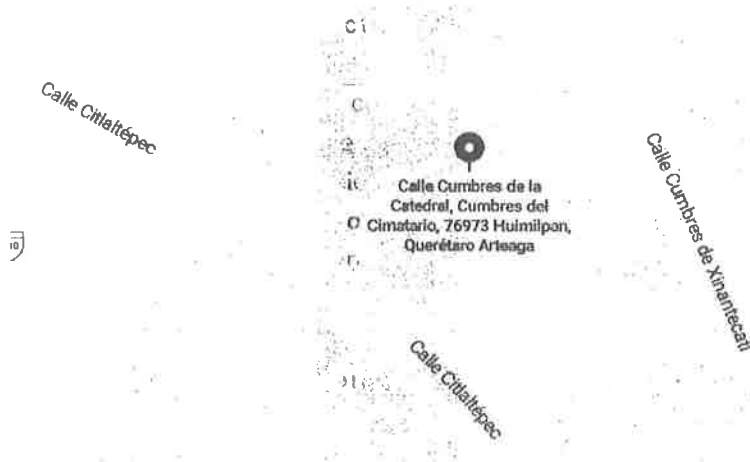 Calle Citlaltépec
Calle Cumbres de la
Catedral, Cumbres del
Cimatario, 76973 Huimilpan,
Querétaro Arteaga
Calle Cumbres de Xinantecatl
10
Calle Citlaltépec